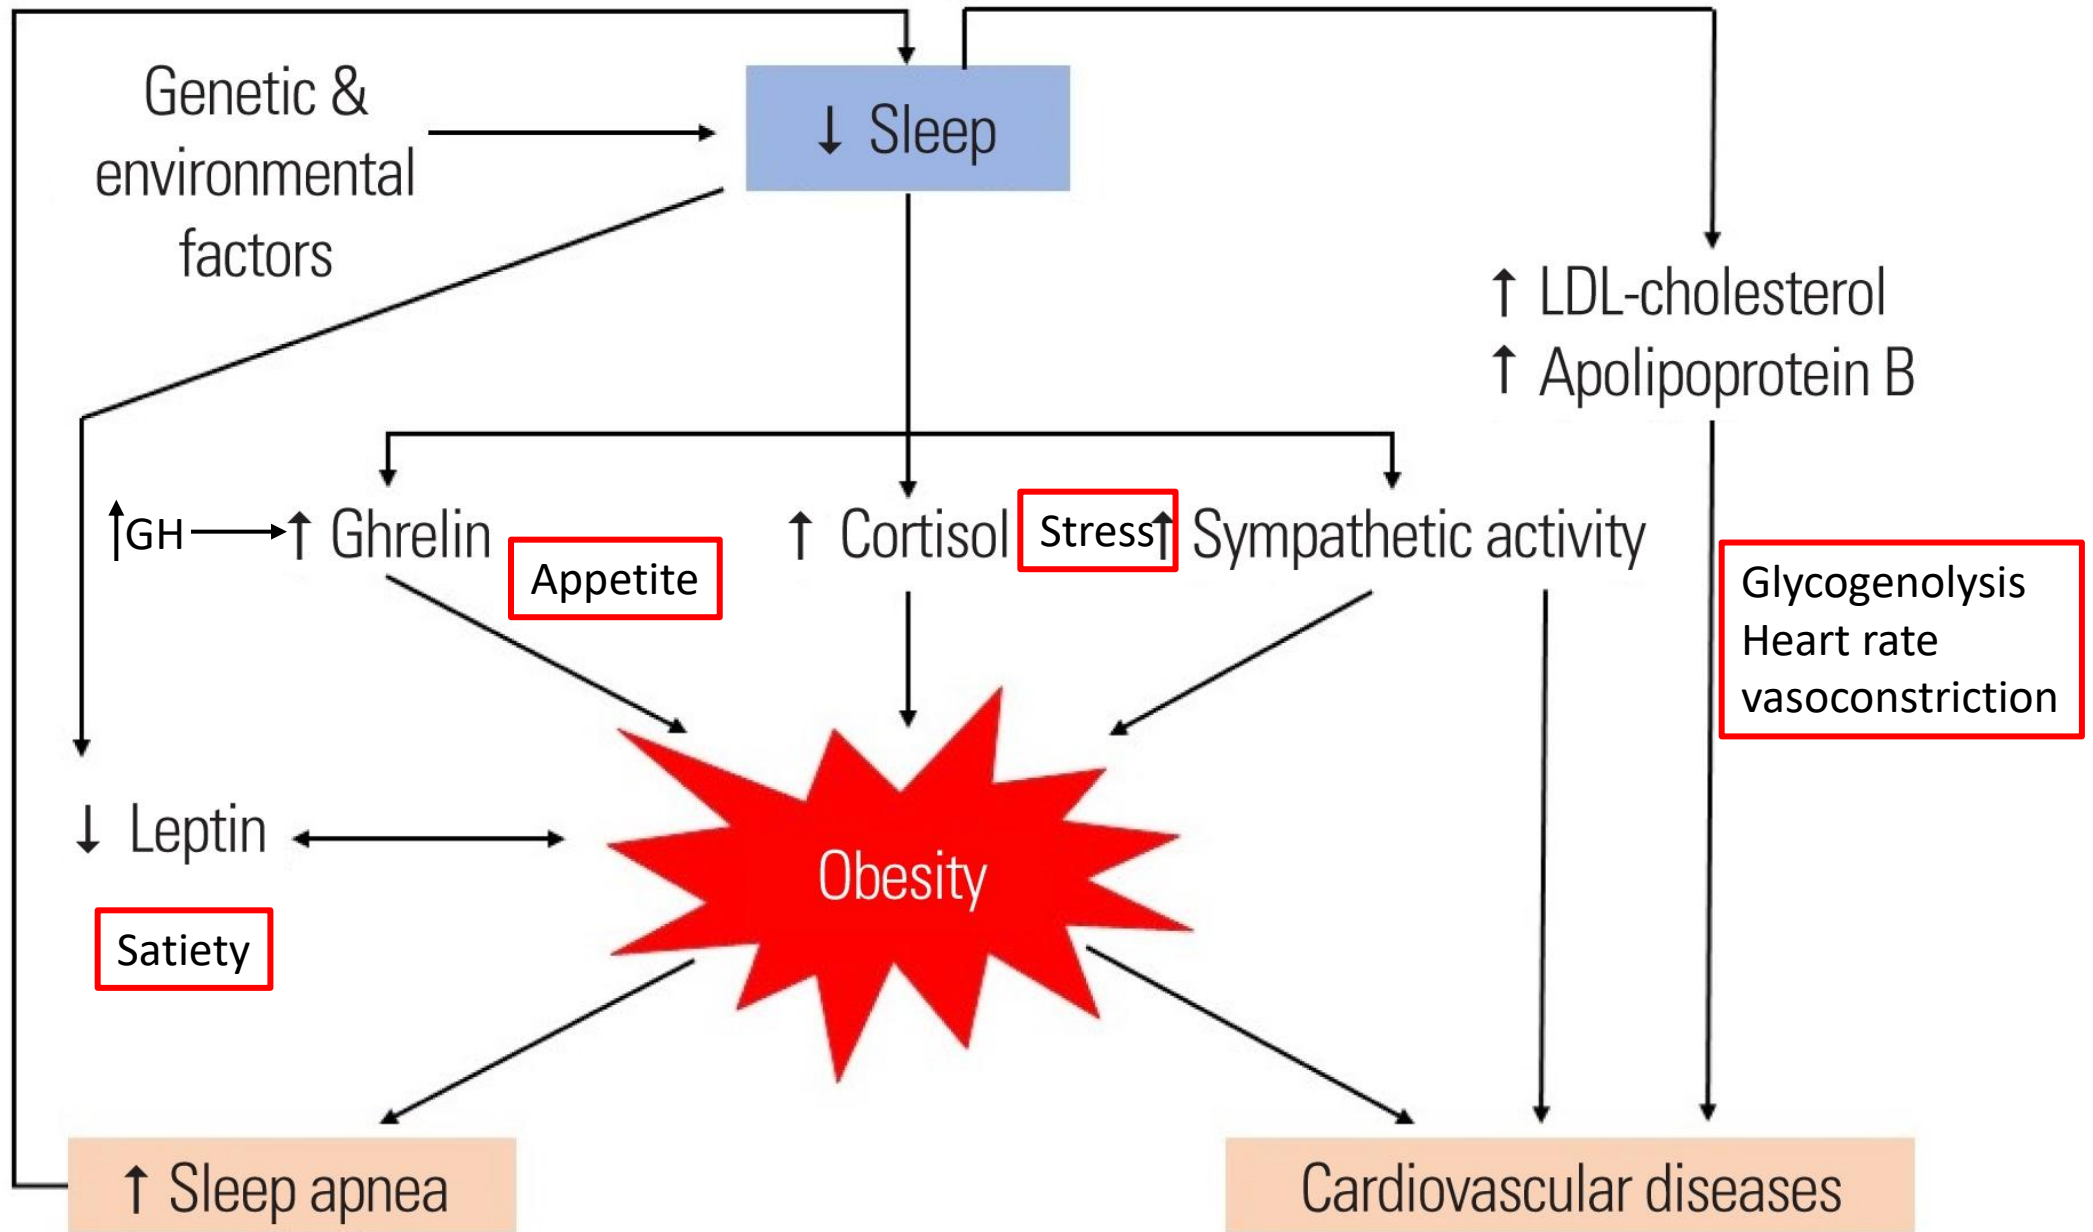 Genetic &
environmental
factors
↓ Sleep
↑ LDL-cholesterol
↑ Apolipoprotein B
↑GH
↑ Ghrelin
Appetite
↑ Cortisol
Stress
↑ Sympathetic activity
Glycogenolysis
Heart rate
vasoconstriction
↓ Leptin
Satiety
Obesity
↑ Sleep apnea
Cardiovascular diseases